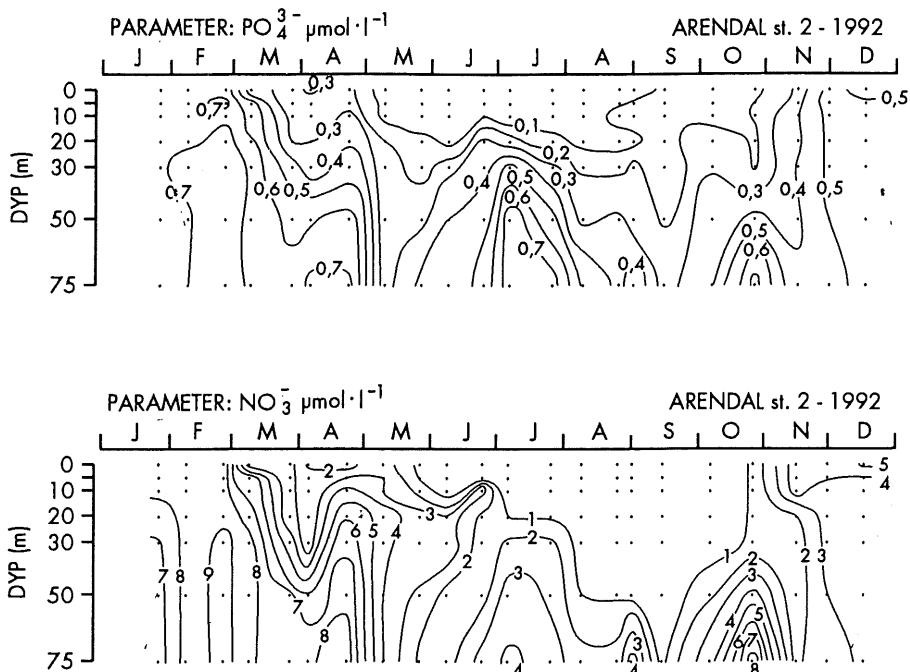 PARAMETER: PO₄³⁻ μmol·l⁻¹ ARENDAL st. 2 - 1992
J F M A M J J A S O N D
0 0,3 0,5
10 0,7 0,3 0,1
20 0,4 0,2
30 0,7 0,6 0,5 0,4 0,5 0,3 0,3 0,4 0,5
0,6
DYP (m)
50 0,5
0,7 0,6
75 0,7 0,4
PARAMETER: NO₃⁻ μmol·l⁻¹ ARENDAL st. 2 - 1992
J F M A M J J A S O N D
0 2 5
10 4
20 3 1
30 6 5 4 2 2 1 2 2 3
DYP (m)
7 8 9 8 3 3
50 7 4 5
8 3 6 7
75 4 4 8